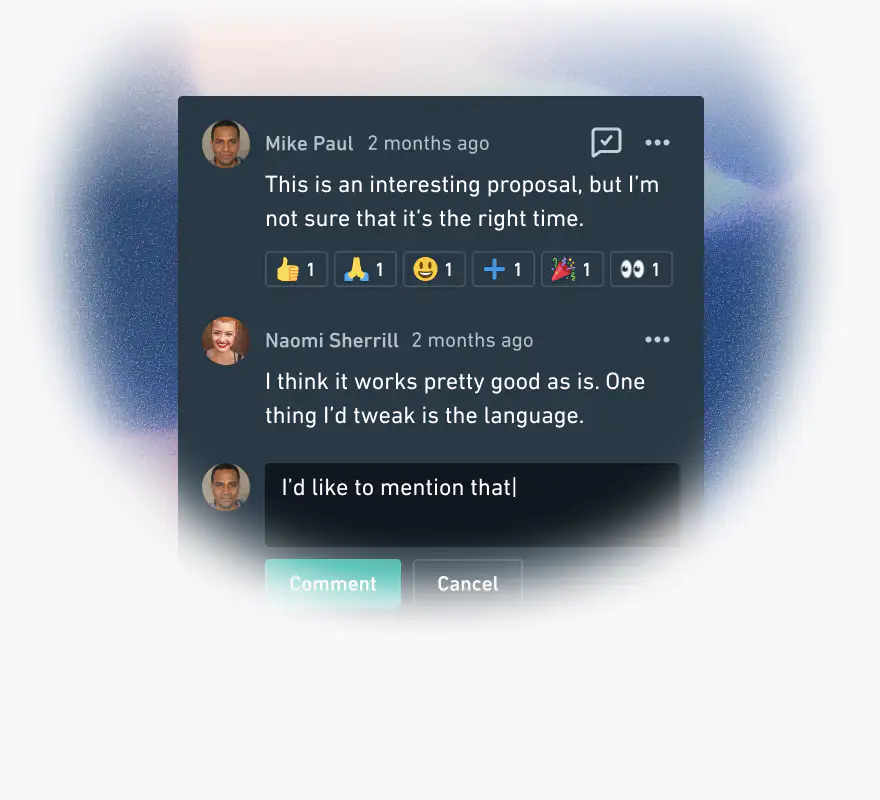 Mike Paul 2 months ago
This is an interesting proposal, but I’m
not sure that it’s the right time.
1 1 1 1 1 1
Naomi Sherrill 2 months ago
I think it works pretty good as is. One
thing I’d tweak is the language.
I’d like to mention that
Comment Cancel